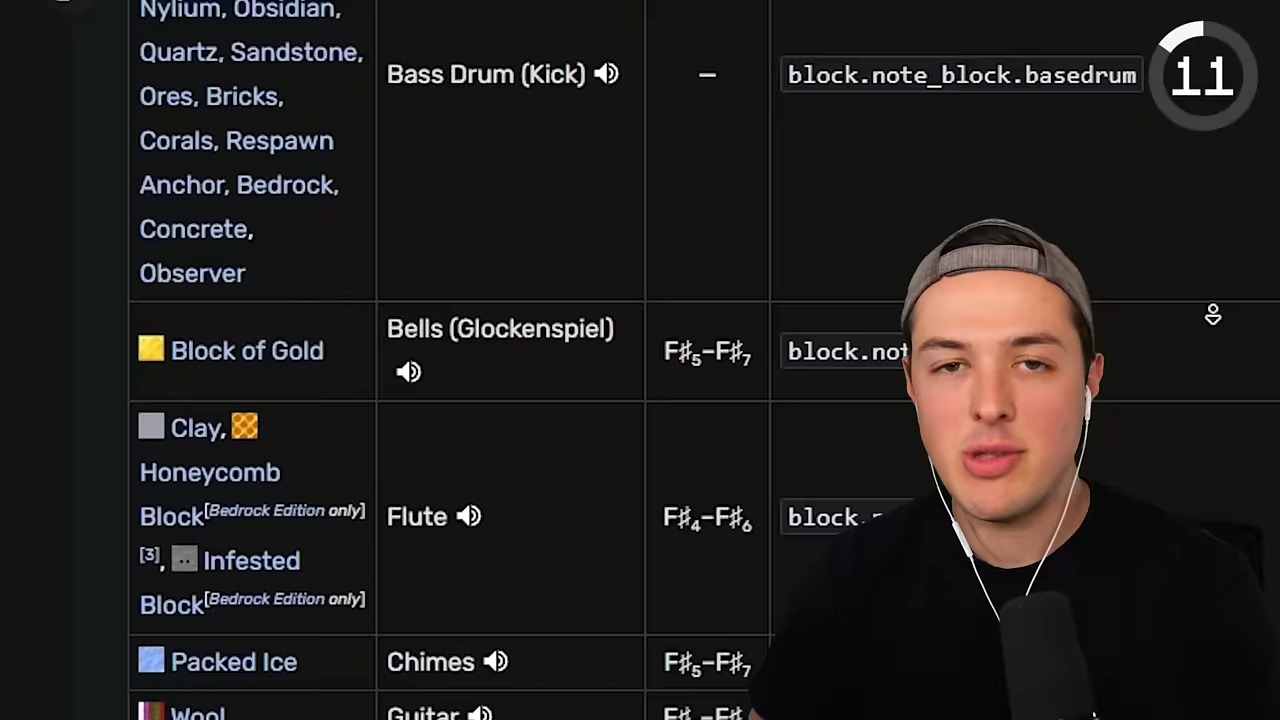 Nylium, Obsidian,
Quartz, Sandstone,
Ores, Bricks,
Corals, Respawn
Anchor, Bedrock,
Concrete,
Observer
Bass Drum (Kick)
–
block.note_block.basedrum
11
Block of Gold
Bells (Glockenspiel)
F♯5–F♯7
block.not
Clay,
Honeycomb
Block[Bedrock Edition only]
[3], Infested
Block[Bedrock Edition only]
Flute
F♯4–F♯6
block.
Packed Ice
Chimes
F♯5–F♯7
Wool
Guitar